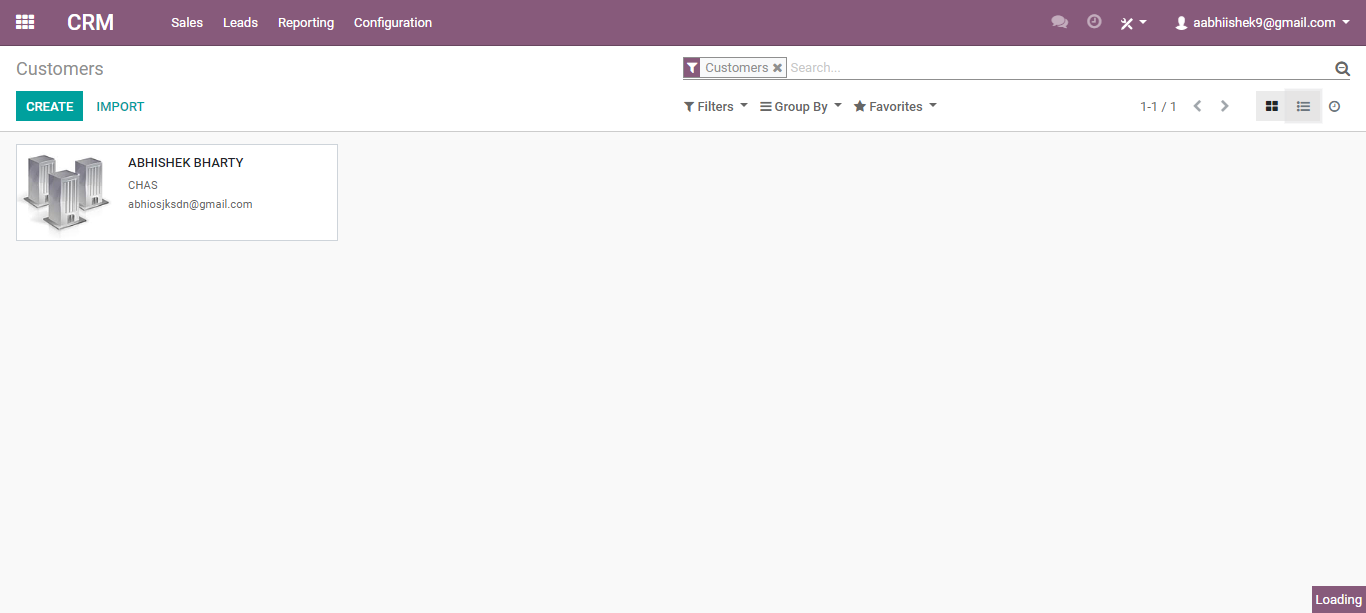 CRM Sales Leads Reporting Configuration aabhiishek9@gmail.com
Customers Customers Search...
CREATE IMPORT Filters Group By Favorites 1-1 / 1
ABHISHEK BHARTY
CHAS
abhiosjksdn@gmail.com
Loading